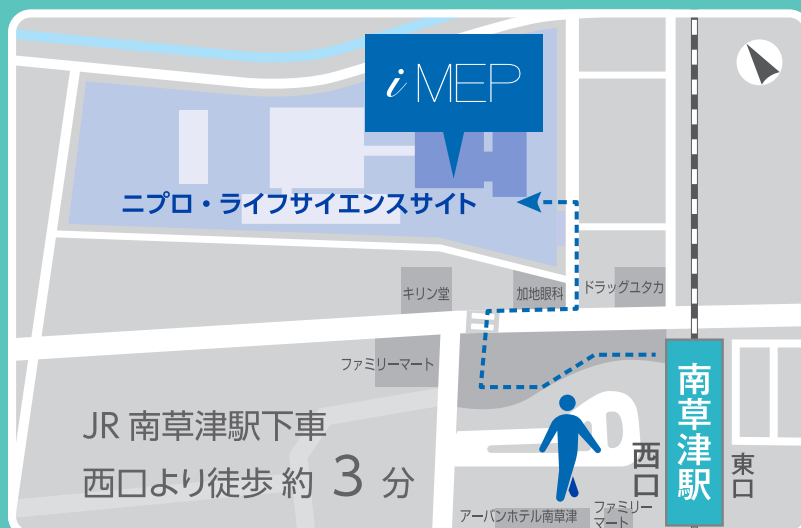 i MEP
ニプロ・ライフサイエンスサイト
キリン堂
加地眼科
ドラッグユタカ
ファミリーマート
JR 南草津駅下車
西口より徒歩 約 3 分
南草津駅
西口
東口
アーバンホテル南草津
ファミリー
マート